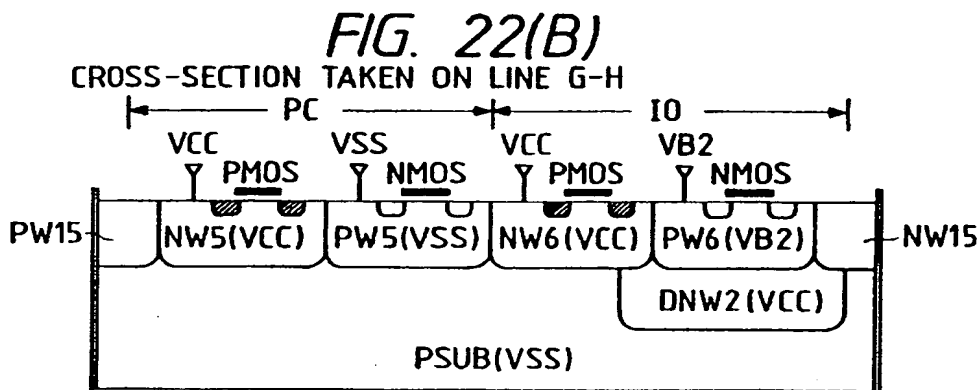 FIG. 22(B)
CROSS-SECTION TAKEN ON LINE G-H
PC IO
VCC VSS VCC VB2
PMOS NMOS PMOS NMOS
PW15 NW5(VCC) PW5(VSS) NW6(VCC) PW6(VB2) NW15
DNW2(VCC)
PSUB(VSS)